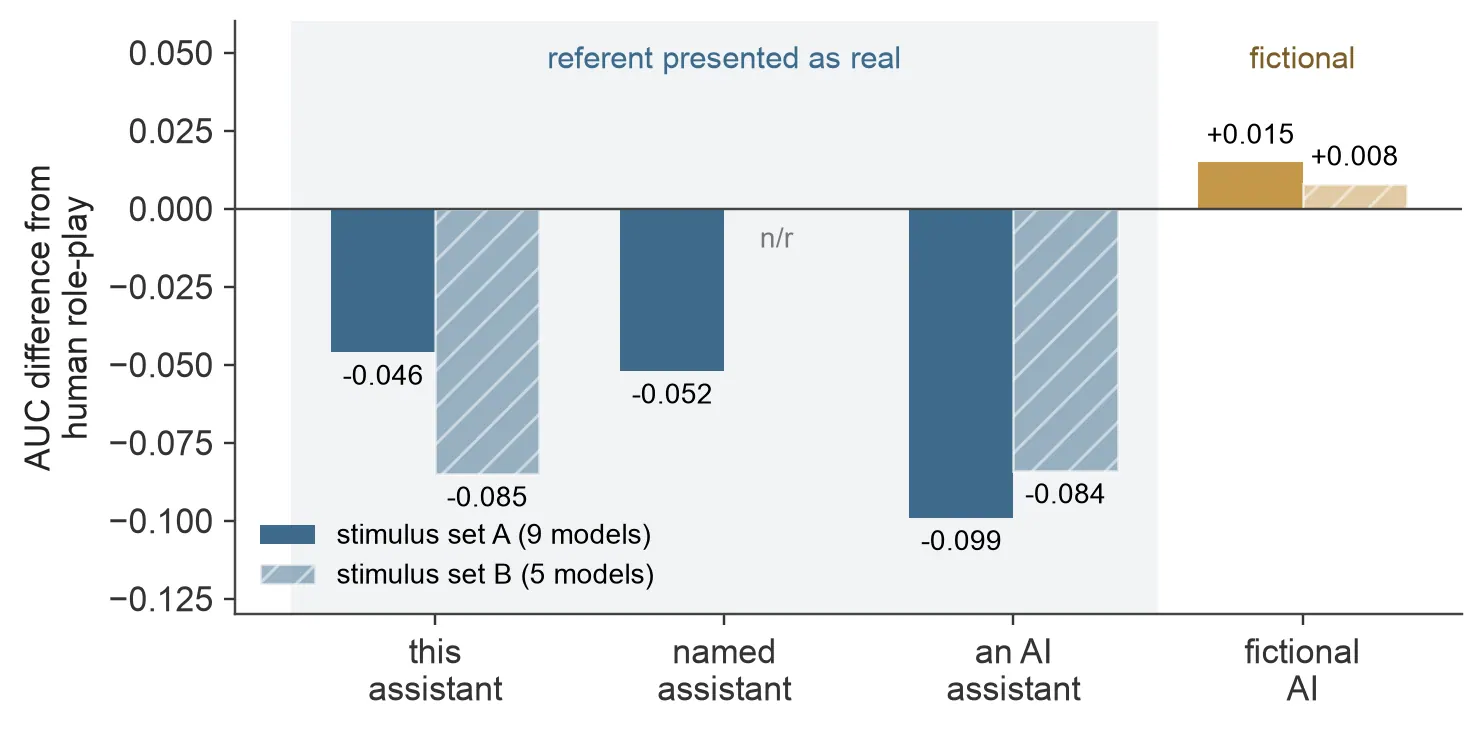 referent presented as real
fictional
0.050
0.025
0.000
−0.025
−0.050
−0.075
−0.100
−0.125
AUC difference from
human role-play
-0.046
-0.085
-0.052
n/r
-0.099
-0.084
+0.015
+0.008
stimulus set A (9 models)
stimulus set B (5 models)
this
assistant
named
assistant
an AI
assistant
fictional
AI